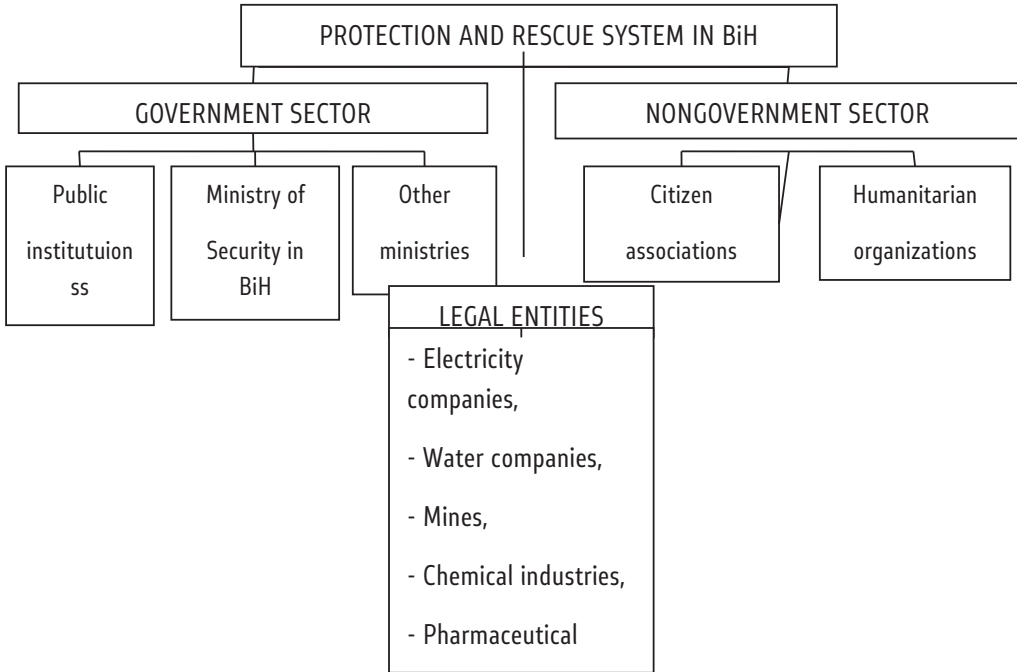 PROTECTION AND RESCUE SYSTEM IN BiH
GOVERNMENT SECTOR
NONGOVERNMENT SECTOR
Public
institutuion
ss
Ministry of
Security in
BiH
Other
ministries
Citizen
associations
Humanitarian
organizations
LEGAL ENTITIES
- Electricity
companies,
- Water companies,
- Mines,
- Chemical industries,
- Pharmaceutical